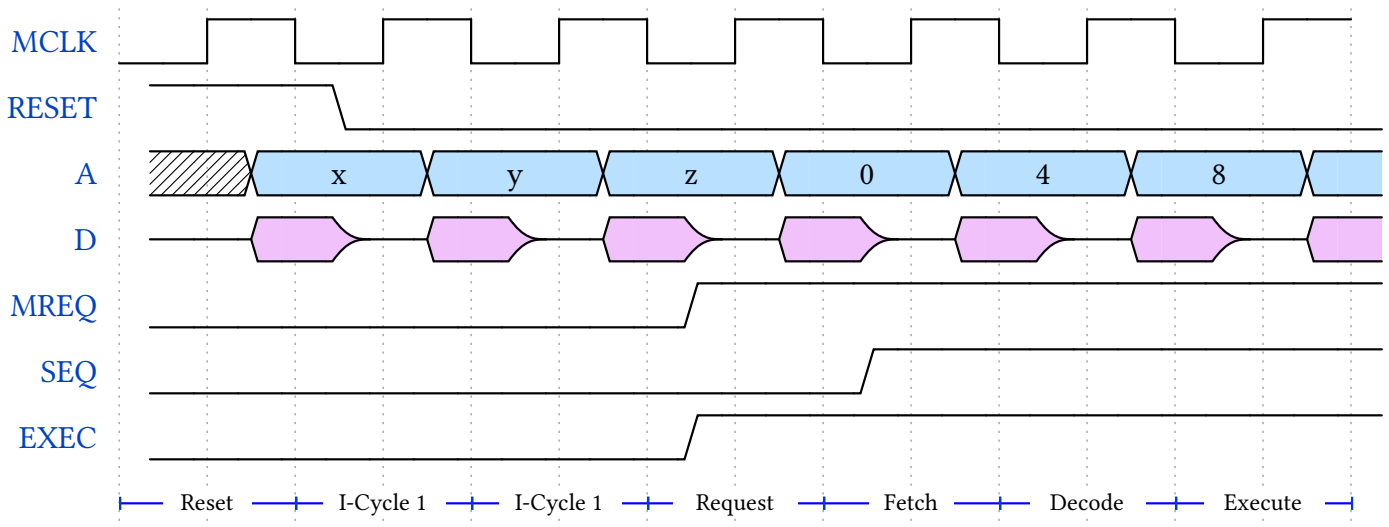 MCLK
RESET
A x y z 0 4 8
D
MREQ
SEQ
EXEC
Reset I-Cycle 1 I-Cycle 1 Request Fetch Decode Execute